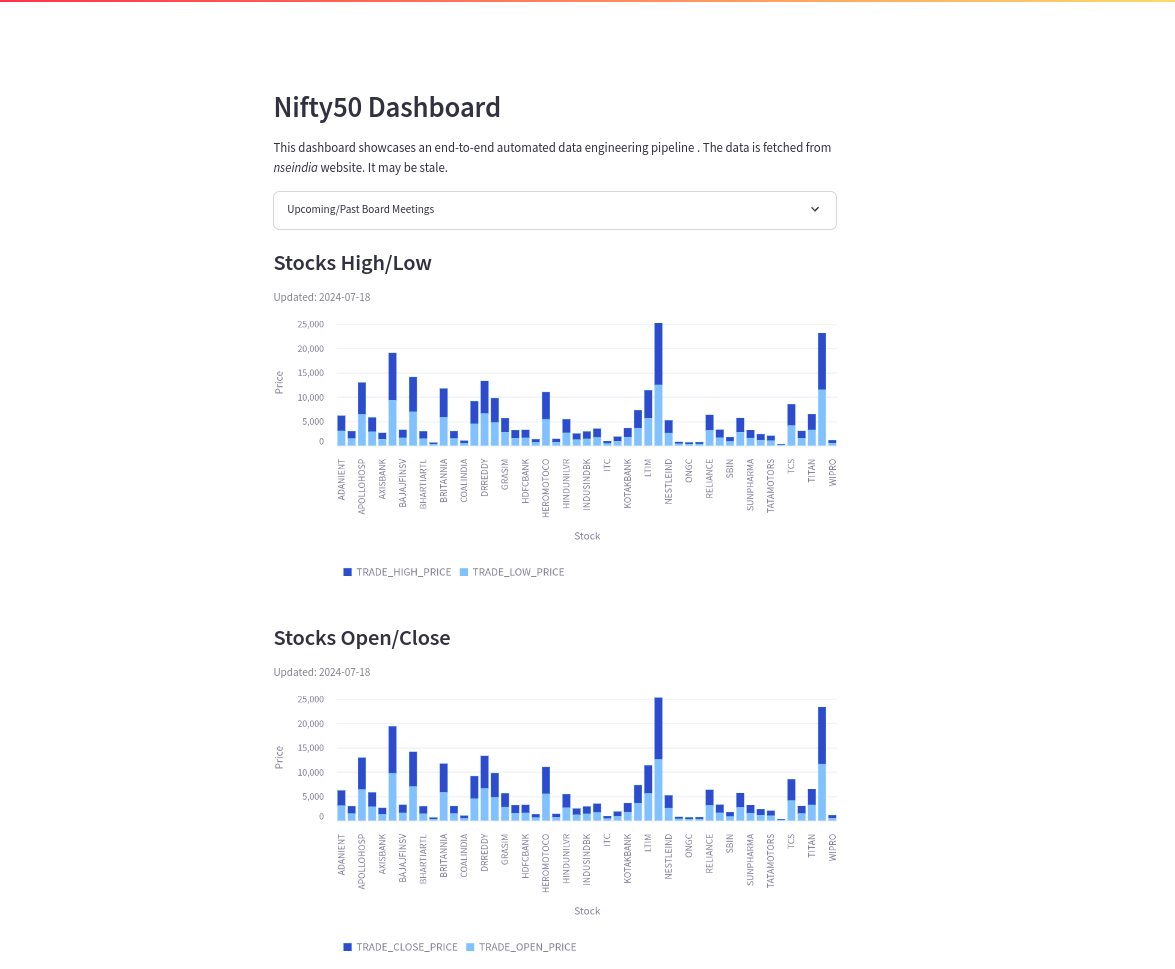 Nifty50 Dashboard
This dashboard showcases an end-to-end automated data engineering pipeline . The data is fetched from
nseindia website. It may be stale.
Upcoming/Past Board Meetings
Stocks High/Low
Updated: 2024-07-18
25,000
20,000
15,000
10,000
5,000
0
Price
ADANIENT
APOLLOHOSP
AXISBANK
BAJAJFINSV
BHARTIARTL
BRITANNIA
COALINDIA
DRREDDY
GRASIM
HDFCBANK
HEROMOTOCO
HINDUNILVR
INDUSINDBK
ITC
KOTAKBANK
LTIM
NESTLEIND
ONGC
RELIANCE
SBIN
SUNPHARMA
TATAMOTORS
TCS
TITAN
WIPRO
Stock
TRADE_HIGH_PRICE TRADE_LOW_PRICE
Stocks Open/Close
Updated: 2024-07-18
25,000
20,000
15,000
10,000
5,000
0
Price
ADANIENT
APOLLOHOSP
AXISBANK
BAJAJFINSV
BHARTIARTL
BRITANNIA
COALINDIA
DRREDDY
GRASIM
HDFCBANK
HEROMOTOCO
HINDUNILVR
INDUSINDBK
ITC
KOTAKBANK
LTIM
NESTLEIND
ONGC
RELIANCE
SBIN
SUNPHARMA
TATAMOTORS
TCS
TITAN
WIPRO
Stock
TRADE_CLOSE_PRICE TRADE_OPEN_PRICE